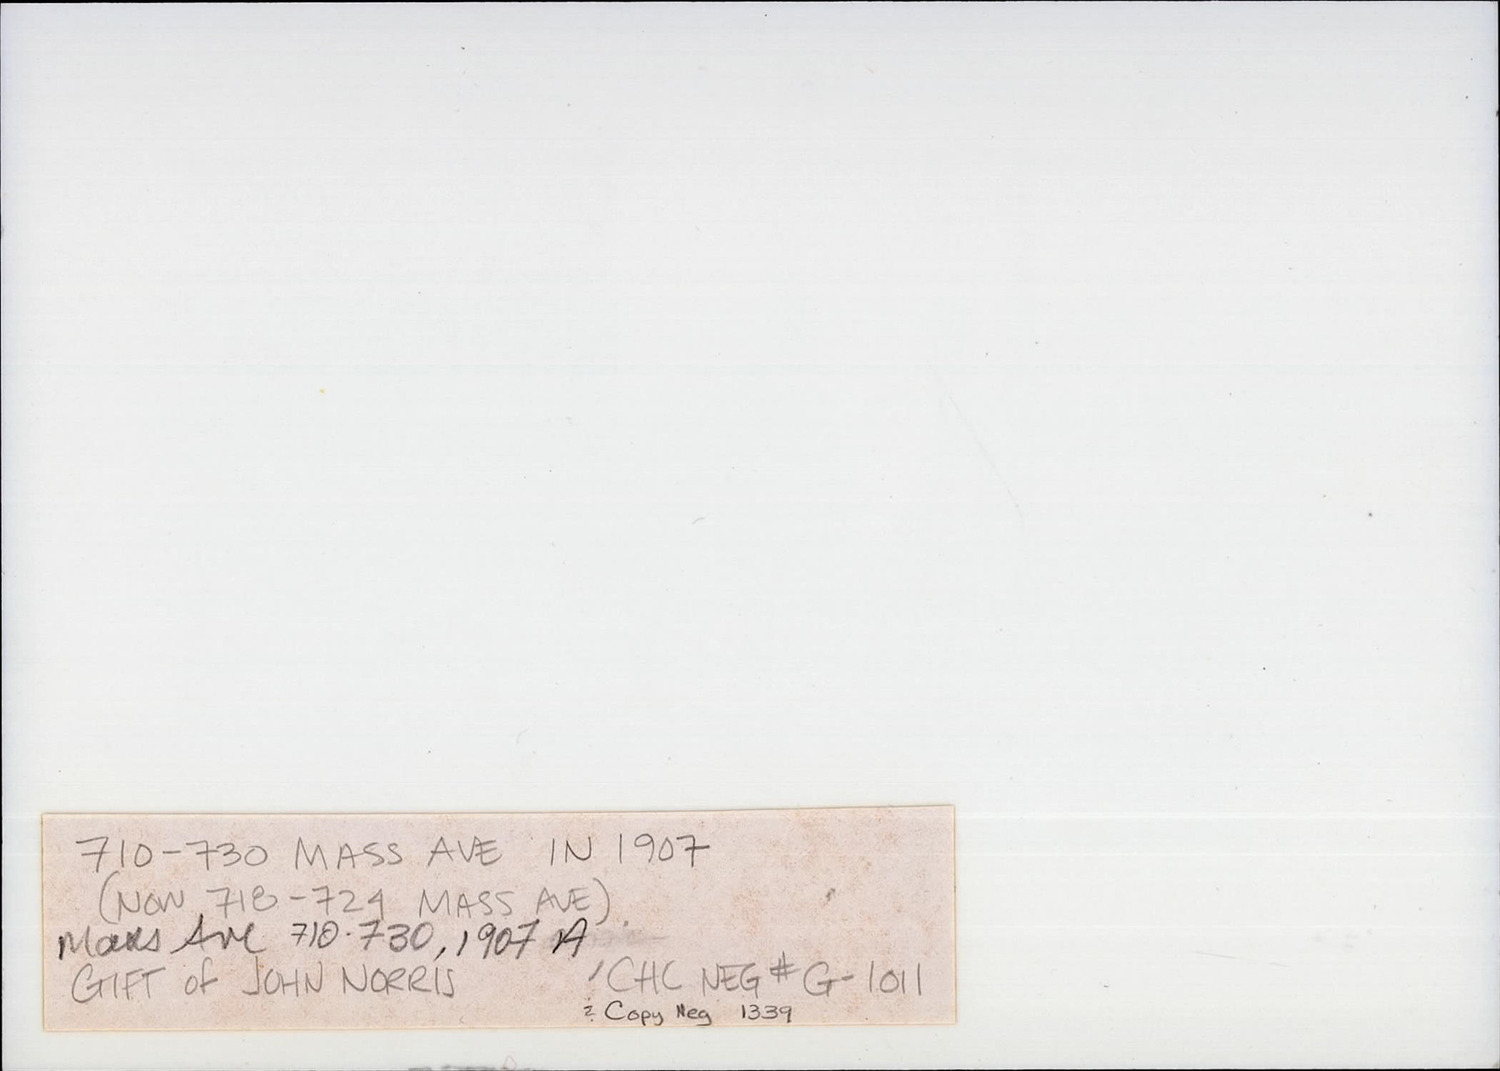 710-730 MASS AVE IN 1907
(NOW 718-724 MASS AVE)
Mass Ave 710-730, 1907 A
GIFT of JOHN NORRIS
CHC NEG # G-1011
2 Copy Neg 1339